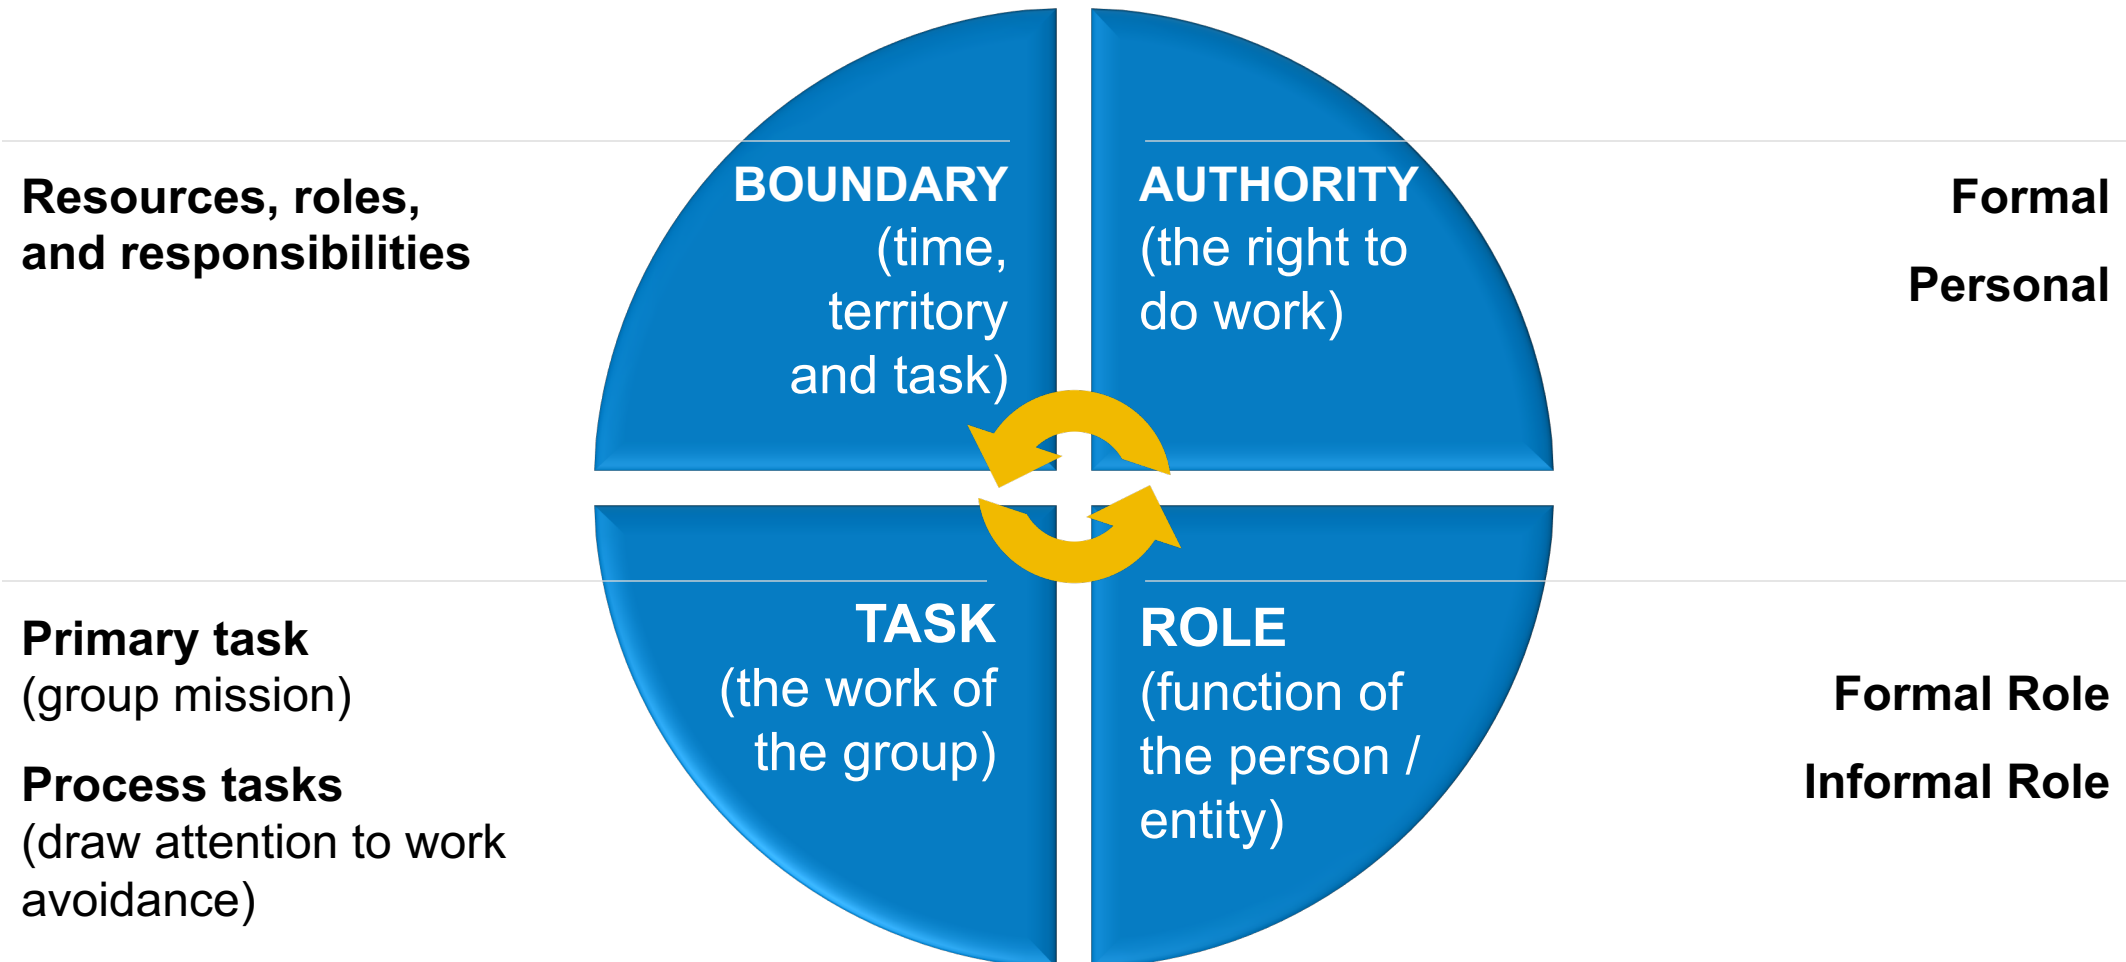 Resources, roles,
and responsibilities
BOUNDARY
(time,
territory
and task)
AUTHORITY
(the right to
do work)
Formal
Personal
Primary task
(group mission)
Process tasks
(draw attention to work
avoidance)
TASK
(the work of
the group)
ROLE
(function of
the person /
entity)
Formal Role
Informal Role